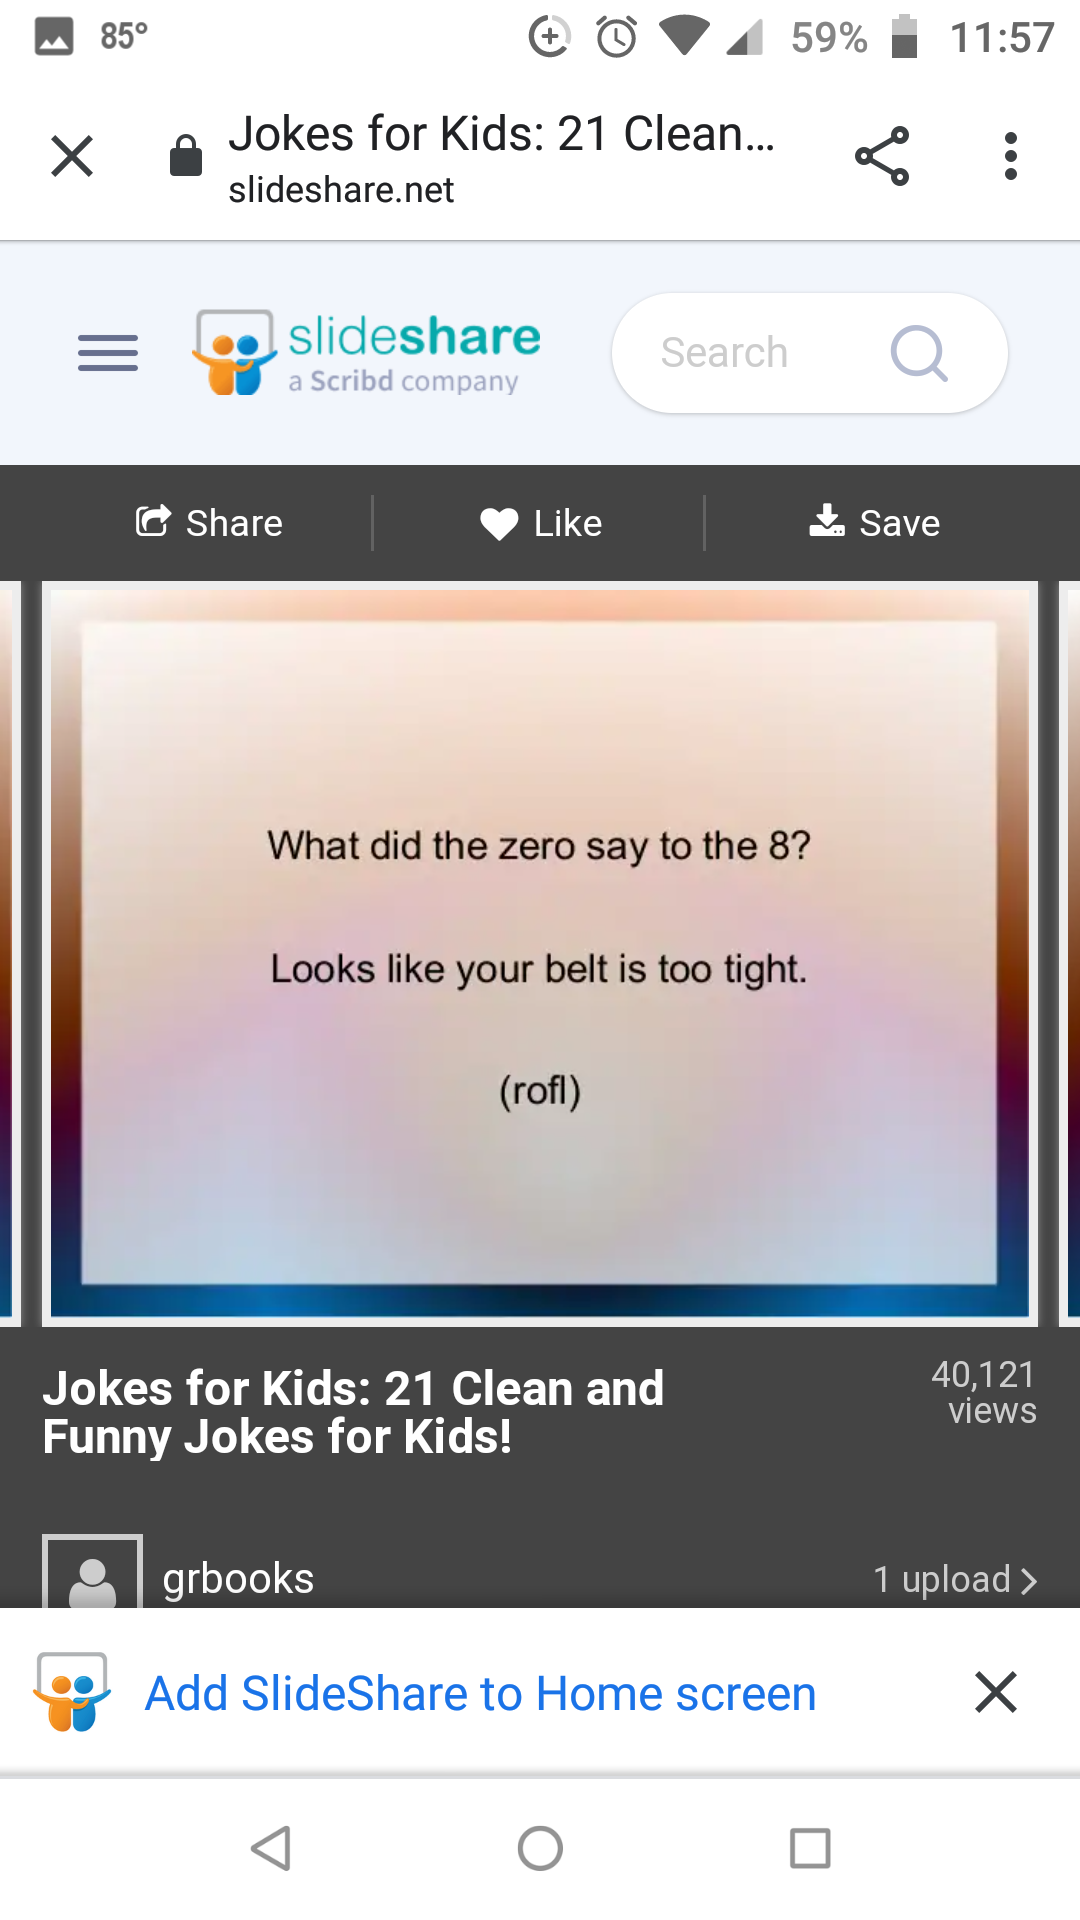 85°
59%
11:57
Jokes for Kids: 21 Clean...
slideshare.net
slideshare
a Scribd company
Search
Share
Like
Save
What did the zero say to the 8?
Looks like your belt is too tight.
(rofl)
Jokes for Kids: 21 Clean and
Funny Jokes for Kids!
40,121
views
grbooks
1 upload
Add SlideShare to Home screen